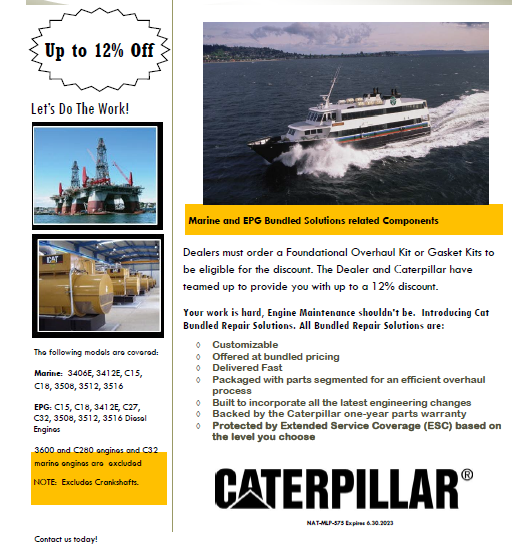 Up to 12% Off
Let's Do The Work!
CAT
The following models are covered:
Marine: 3406E, 3412E, C15,
C18, 3508, 3512, 3516
EPG: C15, C18, 3412E, C27,
C32, 3508, 3512, 3516 Diesel
Engines
3600 and C280 engines and C32
marine engines are excluded
NOTE: Excludes Crankshafts.
Contact us today!
Marine and EPG Bundled Solutions related Components
Dealers must order a Foundational Overhaul Kit or Gasket Kits to
be eligible for the discount. The Dealer and Caterpillar have
teamed up to provide you with up to a 12% discount.
Your work is hard, Engine Maintenance shouldn't be. Introducing Cat
Bundled Repair Solutions. All Bundled Repair Solutions are:
◊ Customizable
◊ Offered at bundled pricing
◊ Delivered Fast
◊ Packaged with parts segmented for an efficient overhaul
process
◊ Built to incorporate all the latest engineering changes
◊ Backed by the Caterpillar one-year parts warranty
◊ Protected by Extended Service Coverage (ESC) based on
the level you choose
CATERPILLAR®
NAT-MLP-575 Expires 6.30.2023